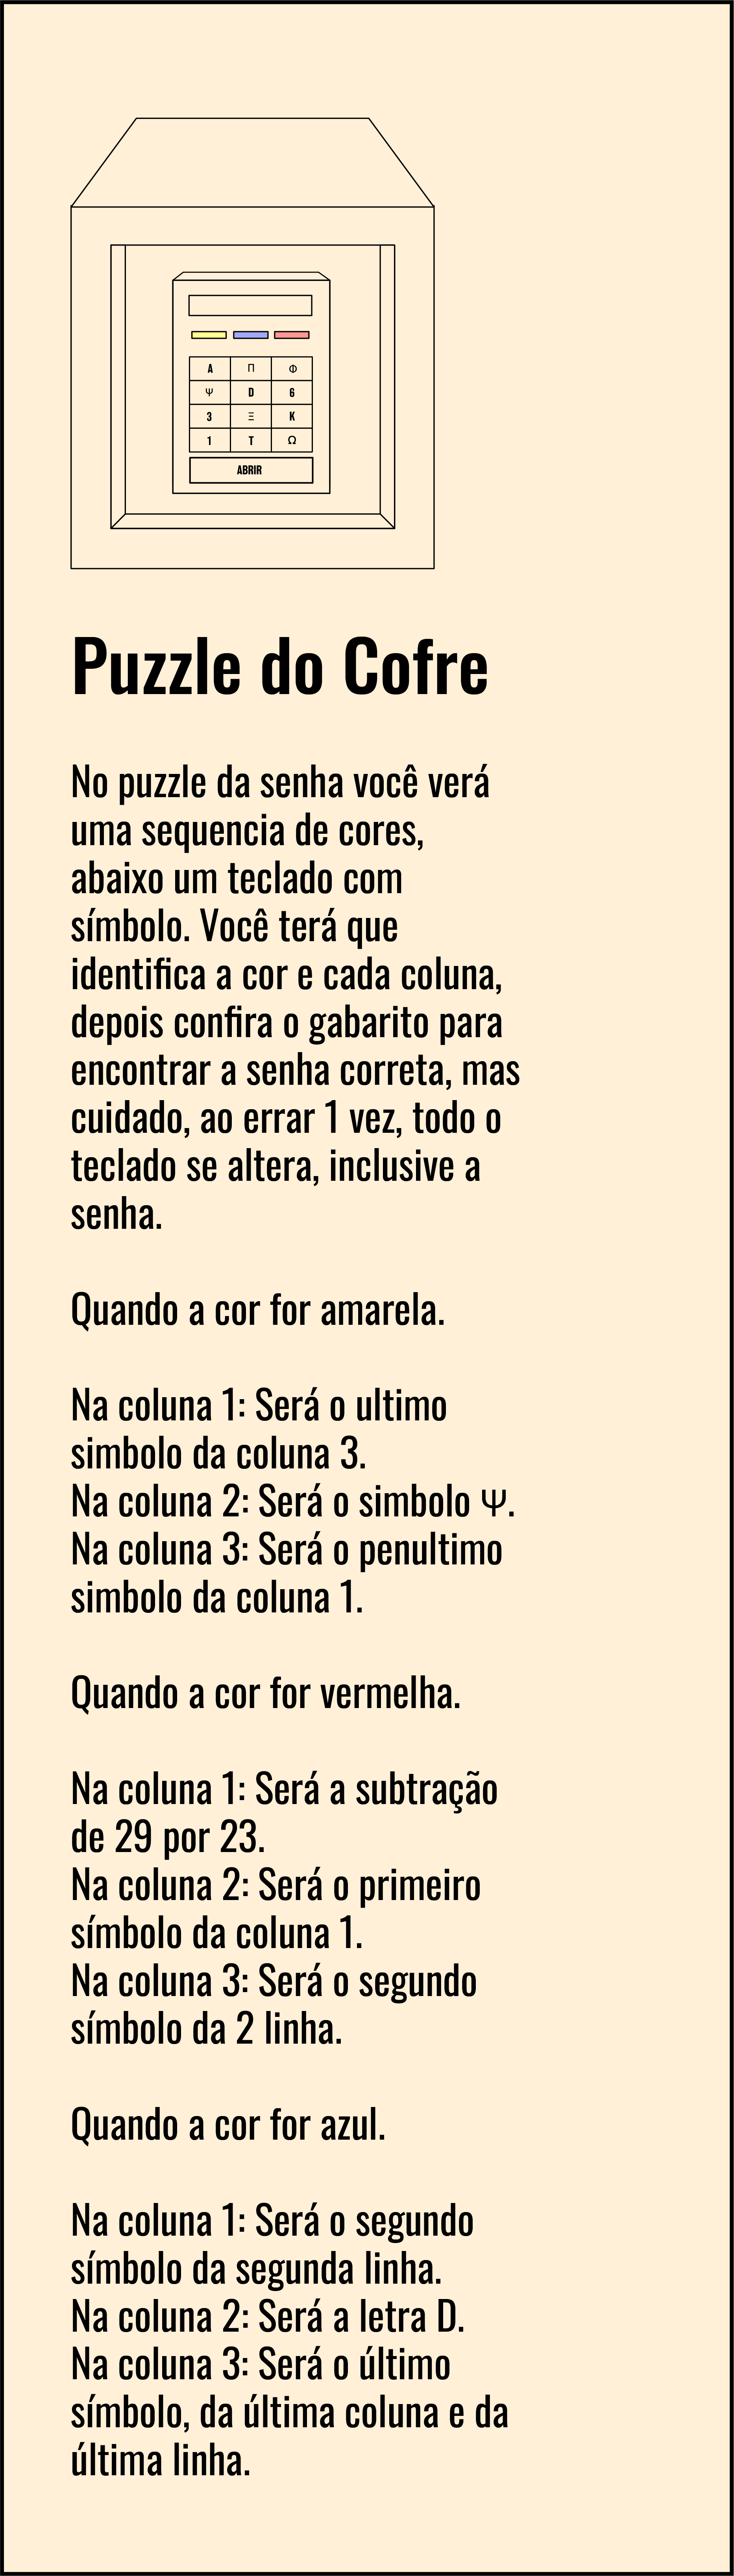 A Π Φ
Ψ D 6
3 Ξ K
1 T Ω
ABRIR
Puzzle do Cofre
No puzzle da senha você verá
uma sequencia de cores,
abaixo um teclado com
símbolo. Você terá que
identifica a cor e cada coluna,
depois confira o gabarito para
encontrar a senha correta, mas
cuidado, ao errar 1 vez, todo o
teclado se altera, inclusive a
senha.
Quando a cor for amarela.
Na coluna 1: Será o ultimo
simbolo da coluna 3.
Na coluna 2: Será o simbolo Ψ.
Na coluna 3: Será o penultimo
simbolo da coluna 1.
Quando a cor for vermelha.
Na coluna 1: Será a subtração
de 29 por 23.
Na coluna 2: Será o primeiro
símbolo da coluna 1.
Na coluna 3: Será o segundo
símbolo da 2 linha.
Quando a cor for azul.
Na coluna 1: Será o segundo
símbolo da segunda linha.
Na coluna 2: Será a letra D.
Na coluna 3: Será o último
símbolo, da última coluna e da
última linha.